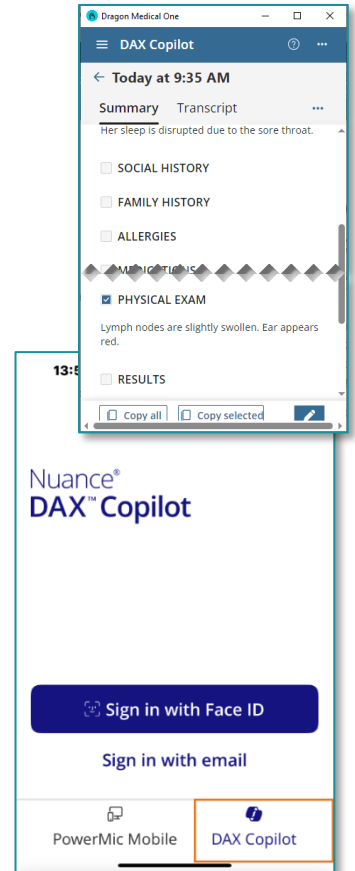 Dragon Medical One
DAX Copilot
Today at 9:35 AM
Summary Transcript
Her sleep is disrupted due to the sore throat.
SOCIAL HISTORY
FAMILY HISTORY
ALLERGIES
MEDICATIONS
PHYSICAL EXAM
Lymph nodes are slightly swollen. Ear appears
red.
RESULTS
Copy all Copy selected
Nuance®
DAX™ Copilot
Sign in with Face ID
Sign in with email
PowerMic Mobile DAX Copilot